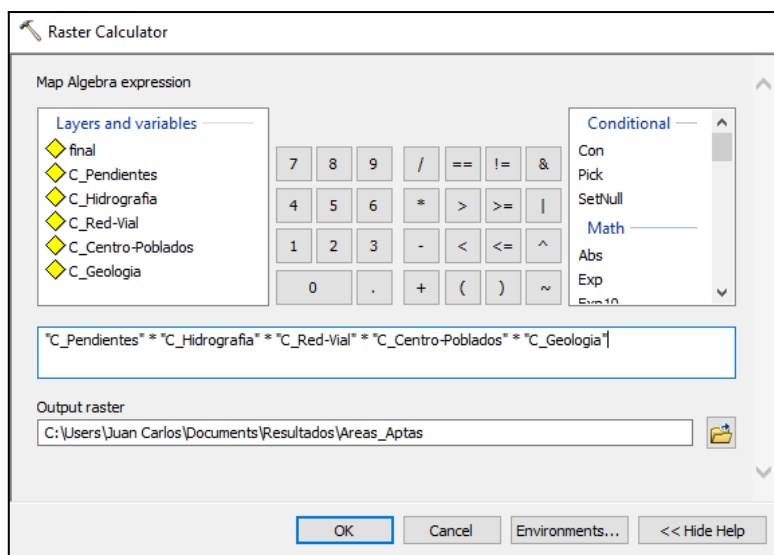 Raster Calculator
Map Algebra expression
Layers and variables
final
C_Pendientes
C_Hidrografia
C_Red-Vial
C_Centro-Poblados
C_Geologia
7 8 9 / == != &
4 5 6 * > >= |
1 2 3 - < <= ^
0 . + ( ) ~
Conditional
Con
Pick
SetNull
Math
Abs
Exp
Exp10
"C_Pendientes" * "C_Hidrografia" * "C_Red-Vial" * "C_Centro-Poblados" * "C_Geologia"
Output raster
C:\Users\Juan Carlos\Documents\Resultados\Areas_Aptas
OK Cancel Environments... << Hide Help